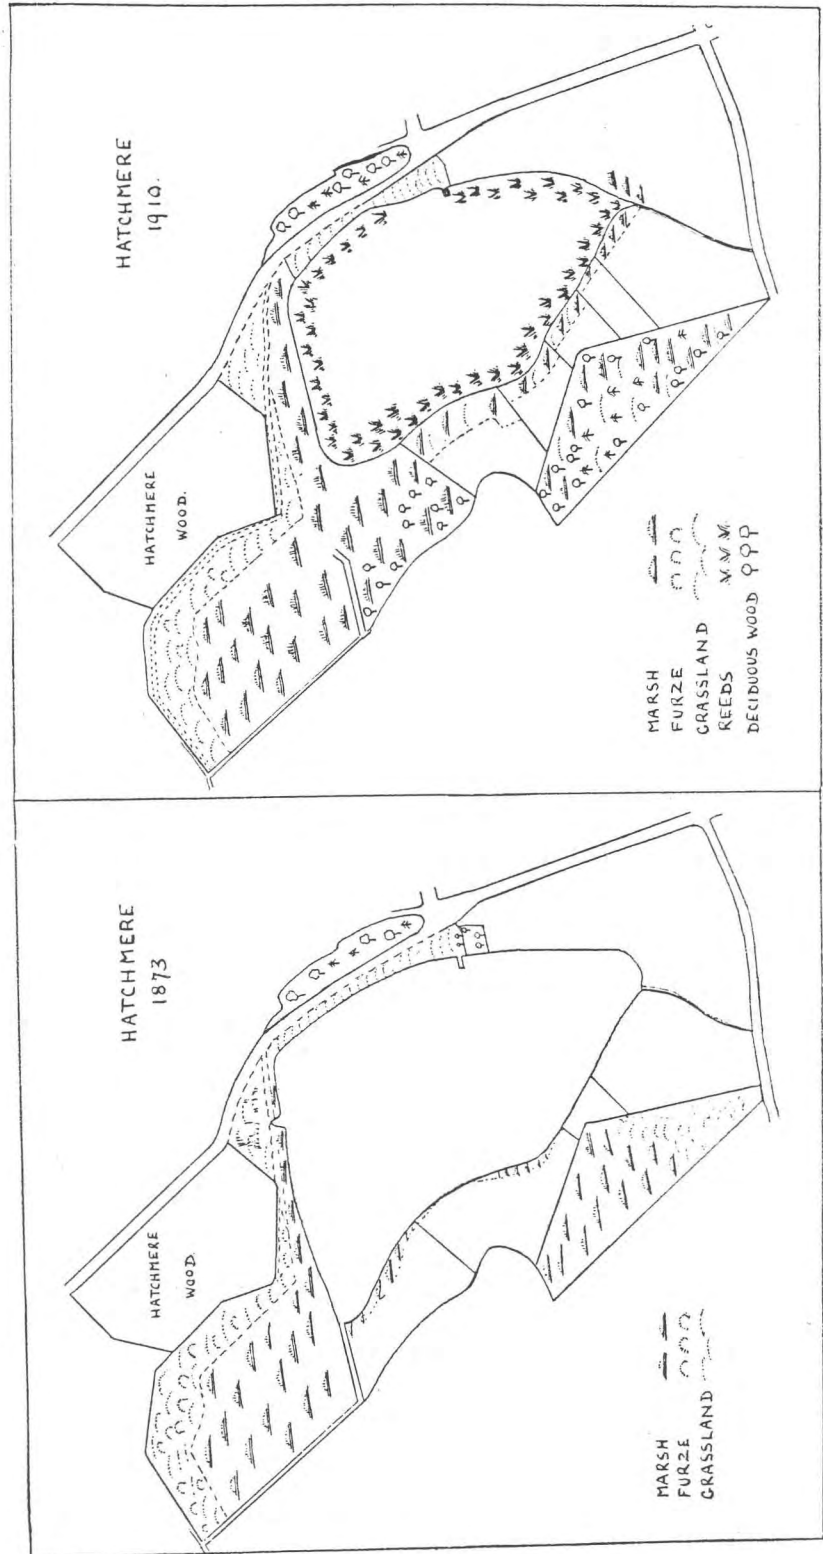 HATCHMERE
1910.
HATCHMERE
WOOD.
MARSH
FURZE
GRASSLAND
REEDS
DECIDUOUS WOOD
HATCHMERE
1873
HATCHMERE
WOOD.
MARSH
FURZE
GRASSLAND